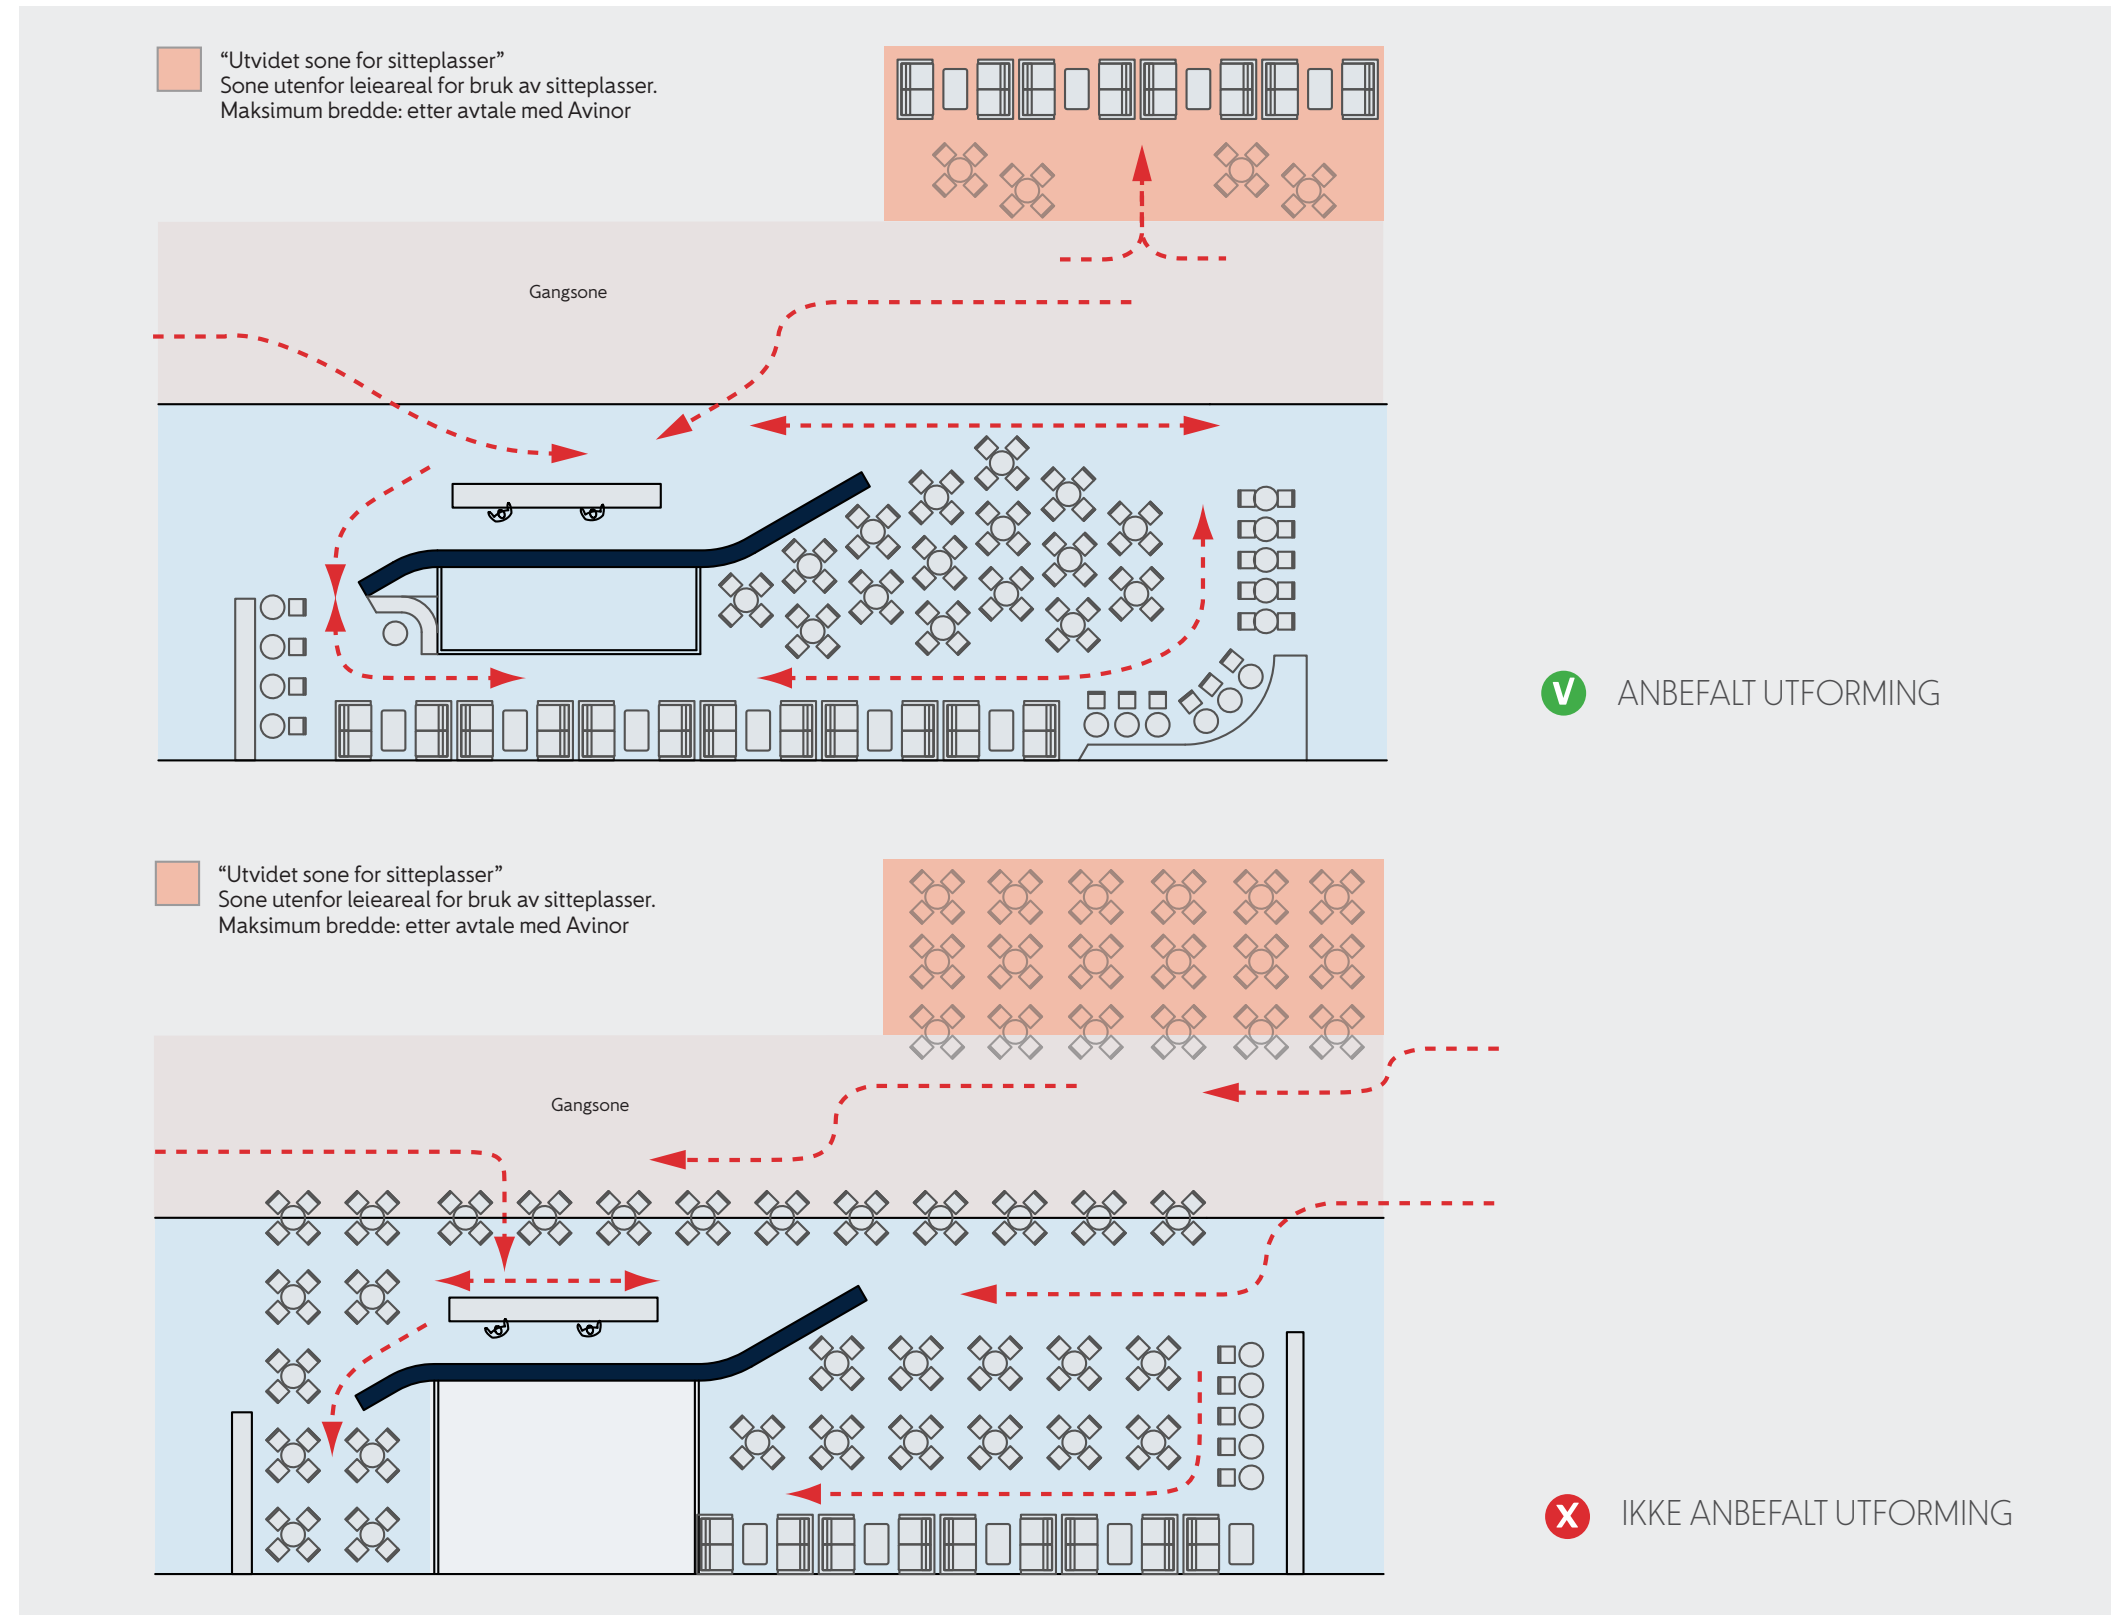 “Utvidet sone for sitteplasser”
Sone utenfor leieareal for bruk av sitteplasser.
Maksimum bredde: etter avtale med Avinor
Gangsone
V ANBEFALT UTFORMING
“Utvidet sone for sitteplasser”
Sone utenfor leieareal for bruk av sitteplasser.
Maksimum bredde: etter avtale med Avinor
Gangsone
X IKKE ANBEFALT UTFORMING